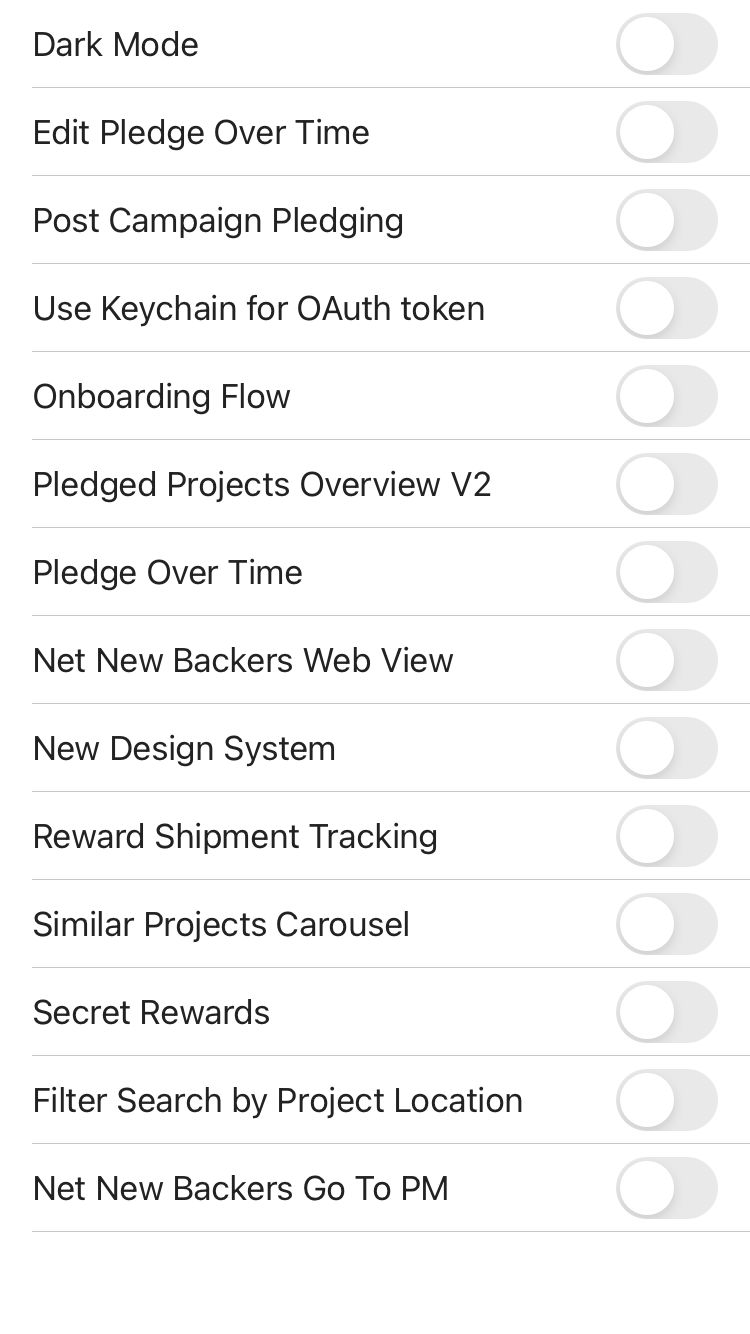 Dark Mode
Edit Pledge Over Time
Post Campaign Pledging
Use Keychain for OAuth token
Onboarding Flow
Pledged Projects Overview V2
Pledge Over Time
Net New Backers Web View
New Design System
Reward Shipment Tracking
Similar Projects Carousel
Secret Rewards
Filter Search by Project Location
Net New Backers Go To PM